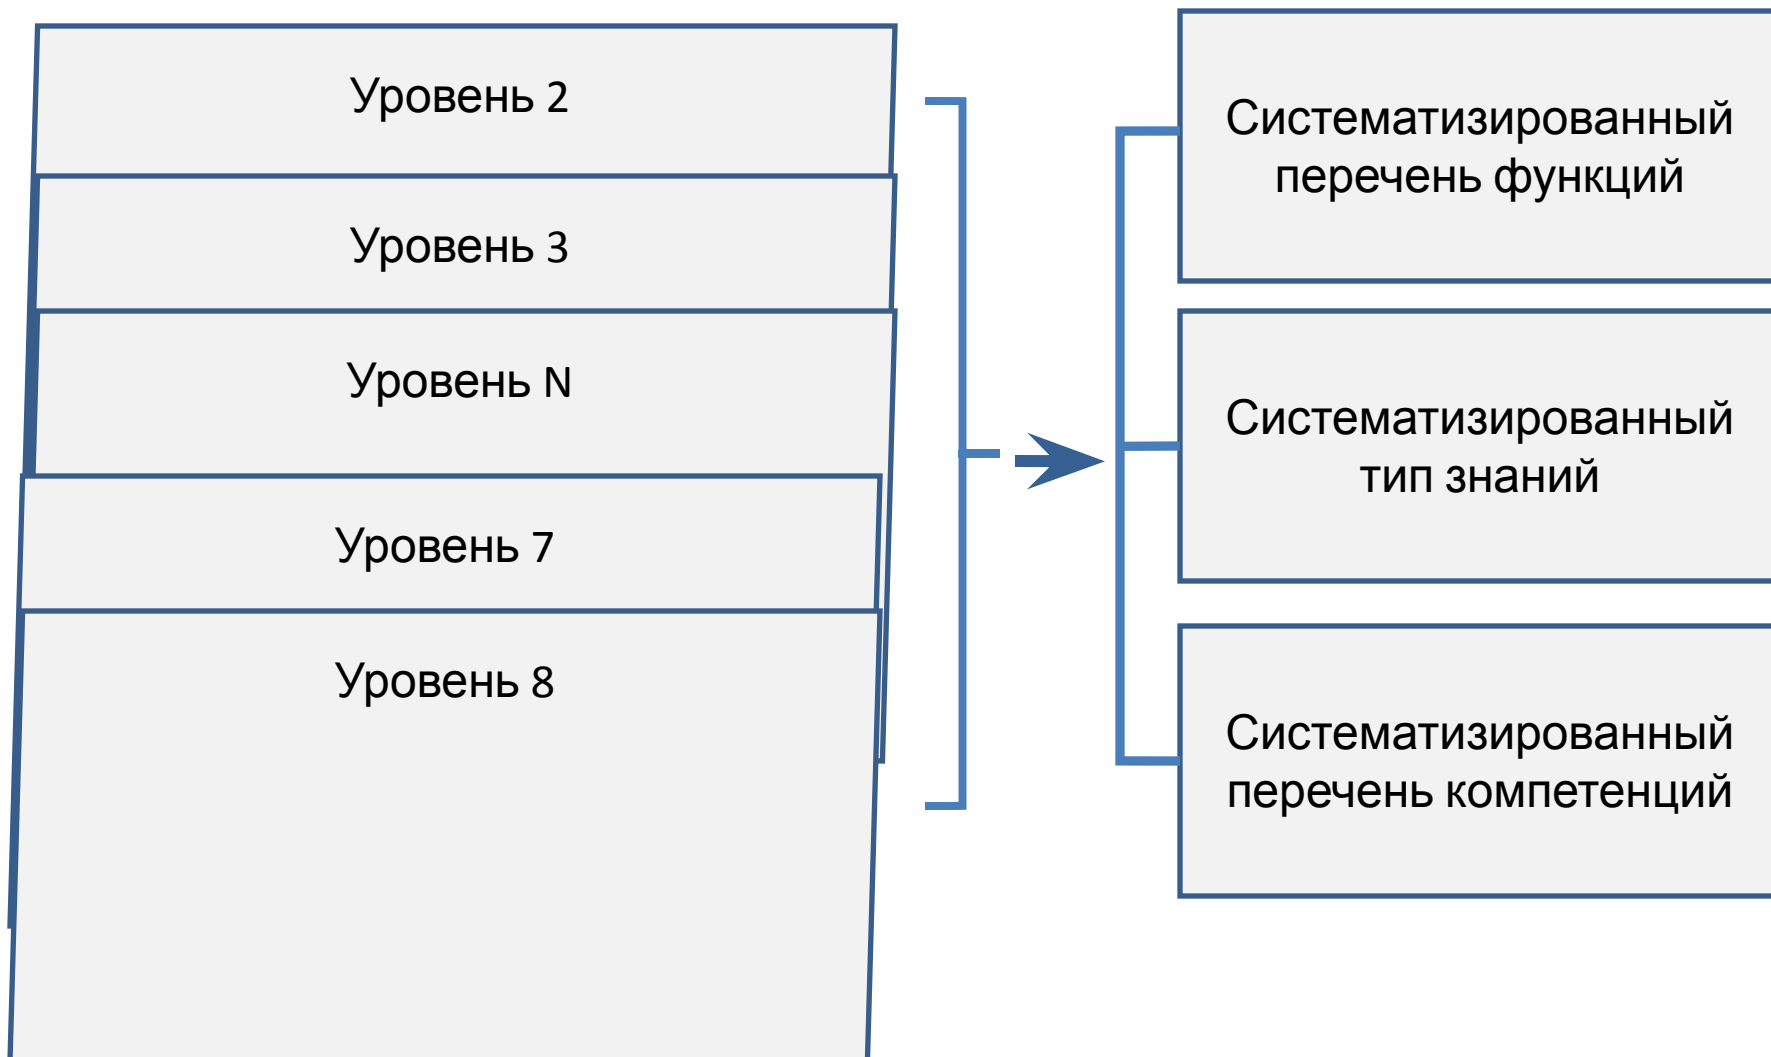 Уровень 2
Уровень 3
Уровень N
Уровень 7
Уровень 8
Систематизированный
перечень функций
Систематизированный
тип знаний
Систематизированный
перечень компетенций